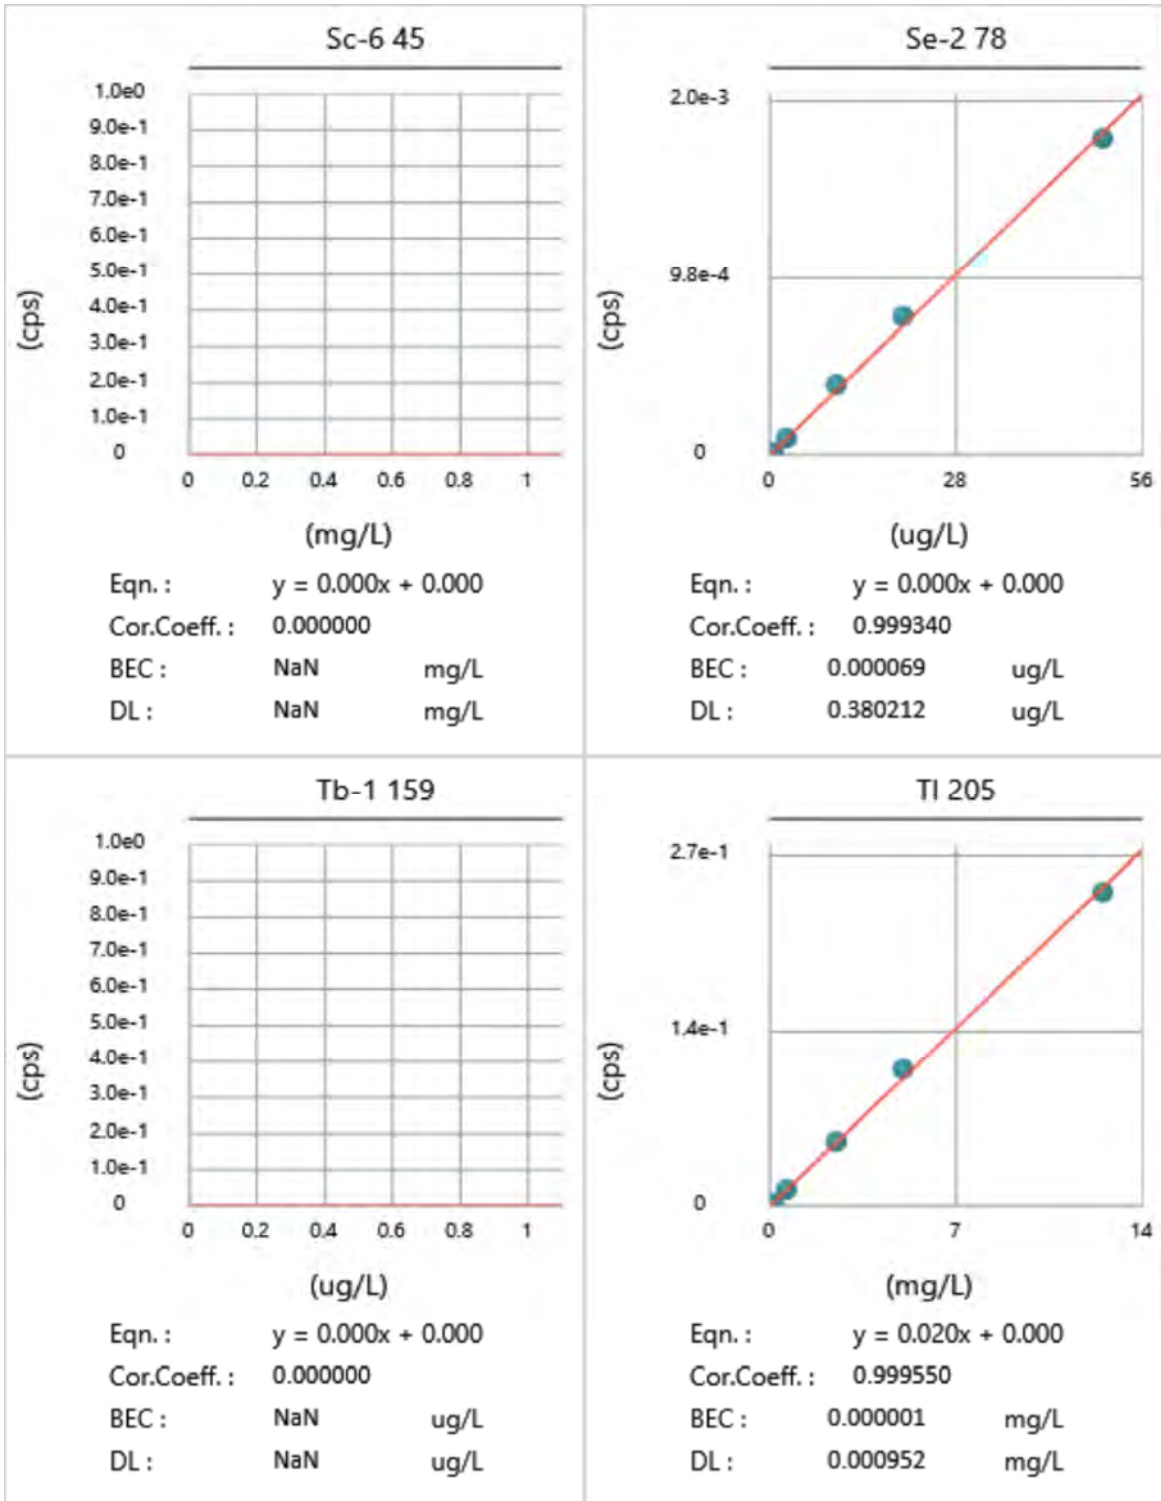 Sc-6 45
1.0e0
9.0e-1
8.0e-1
7.0e-1
6.0e-1
5.0e-1
4.0e-1
3.0e-1
2.0e-1
1.0e-1
0
(cps)
0 0.2 0.4 0.6 0.8 1
(mg/L)
Eqn. : y = 0.000x + 0.000
Cor.Coeff. : 0.000000
BEC : NaN mg/L
DL : NaN mg/L
Se-2 78
2.0e-3
9.8e-4
0
(cps)
0 28 56
(ug/L)
Eqn. : y = 0.000x + 0.000
Cor.Coeff. : 0.999340
BEC : 0.000069 ug/L
DL : 0.380212 ug/L
Tb-1 159
1.0e0
9.0e-1
8.0e-1
7.0e-1
6.0e-1
5.0e-1
4.0e-1
3.0e-1
2.0e-1
1.0e-1
0
(cps)
0 0.2 0.4 0.6 0.8 1
(ug/L)
Eqn. : y = 0.000x + 0.000
Cor.Coeff. : 0.000000
BEC : NaN ug/L
DL : NaN ug/L
Tl 205
2.7e-1
1.4e-1
0
(cps)
0 7 14
(mg/L)
Eqn. : y = 0.020x + 0.000
Cor.Coeff. : 0.999550
BEC : 0.000001 mg/L
DL : 0.000952 mg/L